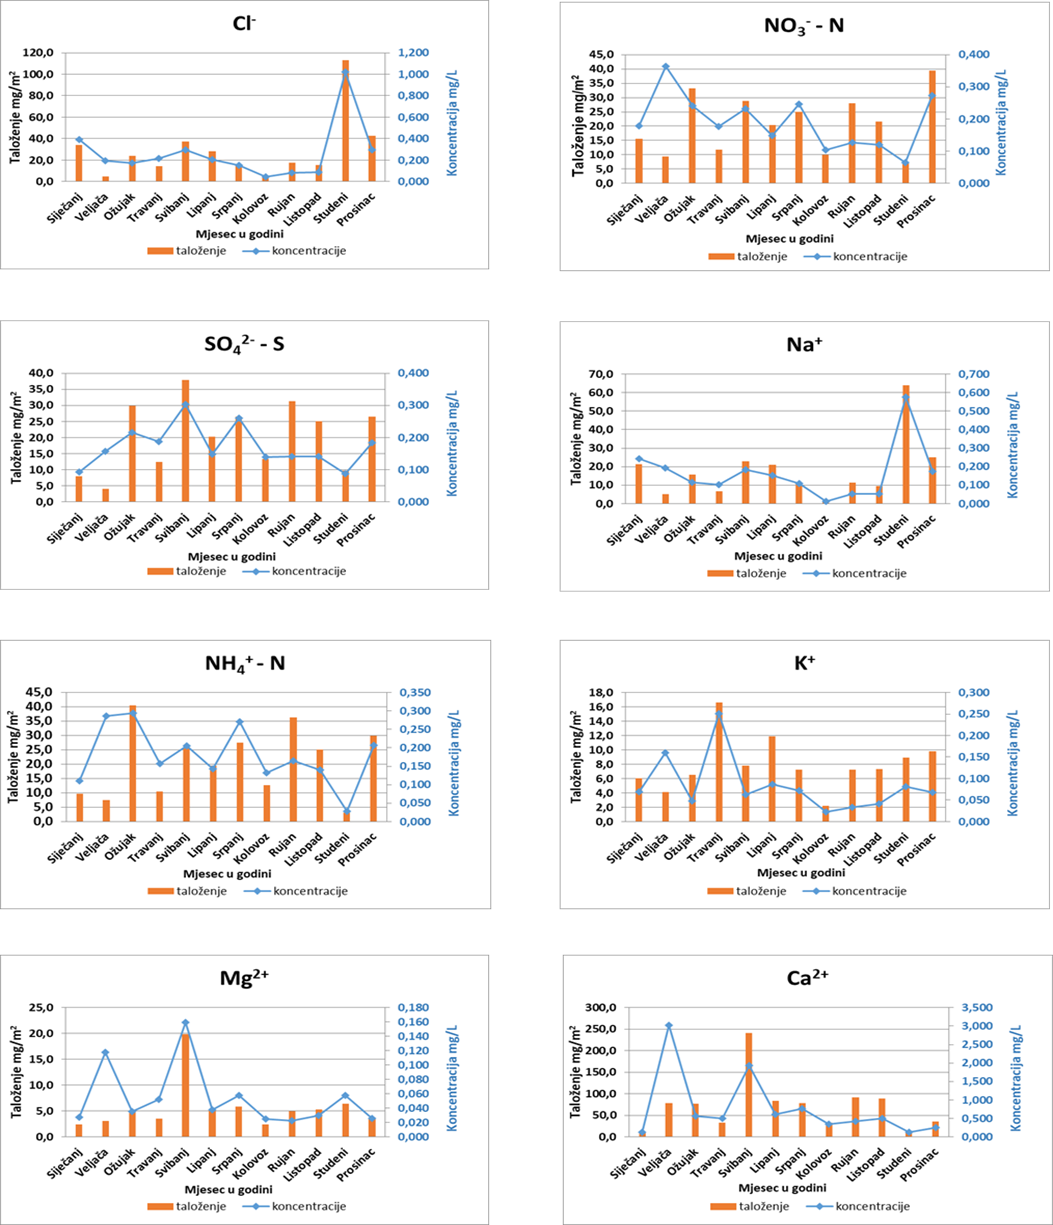 Cl-
Taloženje mg/m2
120,0
100,0
80,0
60,0
40,0
20,0
0,0
1,200
1,000
0,800
0,600
0,400
0,200
0,000
Koncentracija mg/L
Siječanj Veljača Ožujak Travanj Svibanj Lipanj Srpanj Kolovoz Rujan Listopad Studeni Prosinac
Mjesec u godini
taloženje koncentracije
NO3- - N
Taloženje mg/m2
45,0
40,0
35,0
30,0
25,0
20,0
15,0
10,0
5,0
0,0
0,400
0,300
0,200
0,100
0,000
Koncentracija mg/L
Siječanj Veljača Ožujak Travanj Svibanj Lipanj Srpanj Kolovoz Rujan Listopad Studeni Prosinac
Mjesec u godini
taloženje koncentracije
SO42- - S
Taloženje mg/m2
40,0
35,0
30,0
25,0
20,0
15,0
10,0
5,0
0,0
0,400
0,300
0,200
0,100
0,000
Koncentracija mg/L
Siječanj Veljača Ožujak Travanj Svibanj Lipanj Srpanj Kolovoz Rujan Listopad Studeni Prosinac
Mjesec u godini
taloženje koncentracije
Na+
Taloženje mg/m2
70,0
60,0
50,0
40,0
30,0
20,0
10,0
0,0
0,700
0,600
0,500
0,400
0,300
0,200
0,100
0,000
Koncentracija mg/L
Siječanj Veljača Ožujak Travanj Svibanj Lipanj Srpanj Kolovoz Rujan Listopad Studeni Prosinac
Mjesec u godini
taloženje koncentracije
NH4+ - N
Taloženje mg/m2
45,0
40,0
35,0
30,0
25,0
20,0
15,0
10,0
5,0
0,0
0,350
0,300
0,250
0,200
0,150
0,100
0,050
0,000
Koncentracija mg/L
Siječanj Veljača Ožujak Travanj Svibanj Lipanj Srpanj Kolovoz Rujan Listopad Studeni Prosinac
Mjesec u godini
taloženje koncentracije
K+
Taloženje mg/m2
18,0
16,0
14,0
12,0
10,0
8,0
6,0
4,0
2,0
0,0
0,300
0,250
0,200
0,150
0,100
0,050
0,000
Koncentracija mg/L
Siječanj Veljača Ožujak Travanj Svibanj Lipanj Srpanj Kolovoz Rujan Listopad Studeni Prosinac
Mjesec u godini
taloženje koncentracije
Mg2+
Taloženje mg/m2
25,0
20,0
15,0
10,0
5,0
0,0
0,180
0,160
0,140
0,120
0,100
0,080
0,060
0,040
0,020
0,000
Koncentracija mg/L
Siječanj Veljača Ožujak Travanj Svibanj Lipanj Srpanj Kolovoz Rujan Listopad Studeni Prosinac
Mjesec u godini
taloženje koncentracije
Ca2+
Taloženje mg/m2
300,0
250,0
200,0
150,0
100,0
50,0
0,0
3,500
3,000
2,500
2,000
1,500
1,000
0,500
0,000
Koncentracija mg/L
Siječanj Veljača Ožujak Travanj Svibanj Lipanj Srpanj Kolovoz Rujan Listopad Studeni Prosinac
Mjesec u godini
taloženje koncentracije